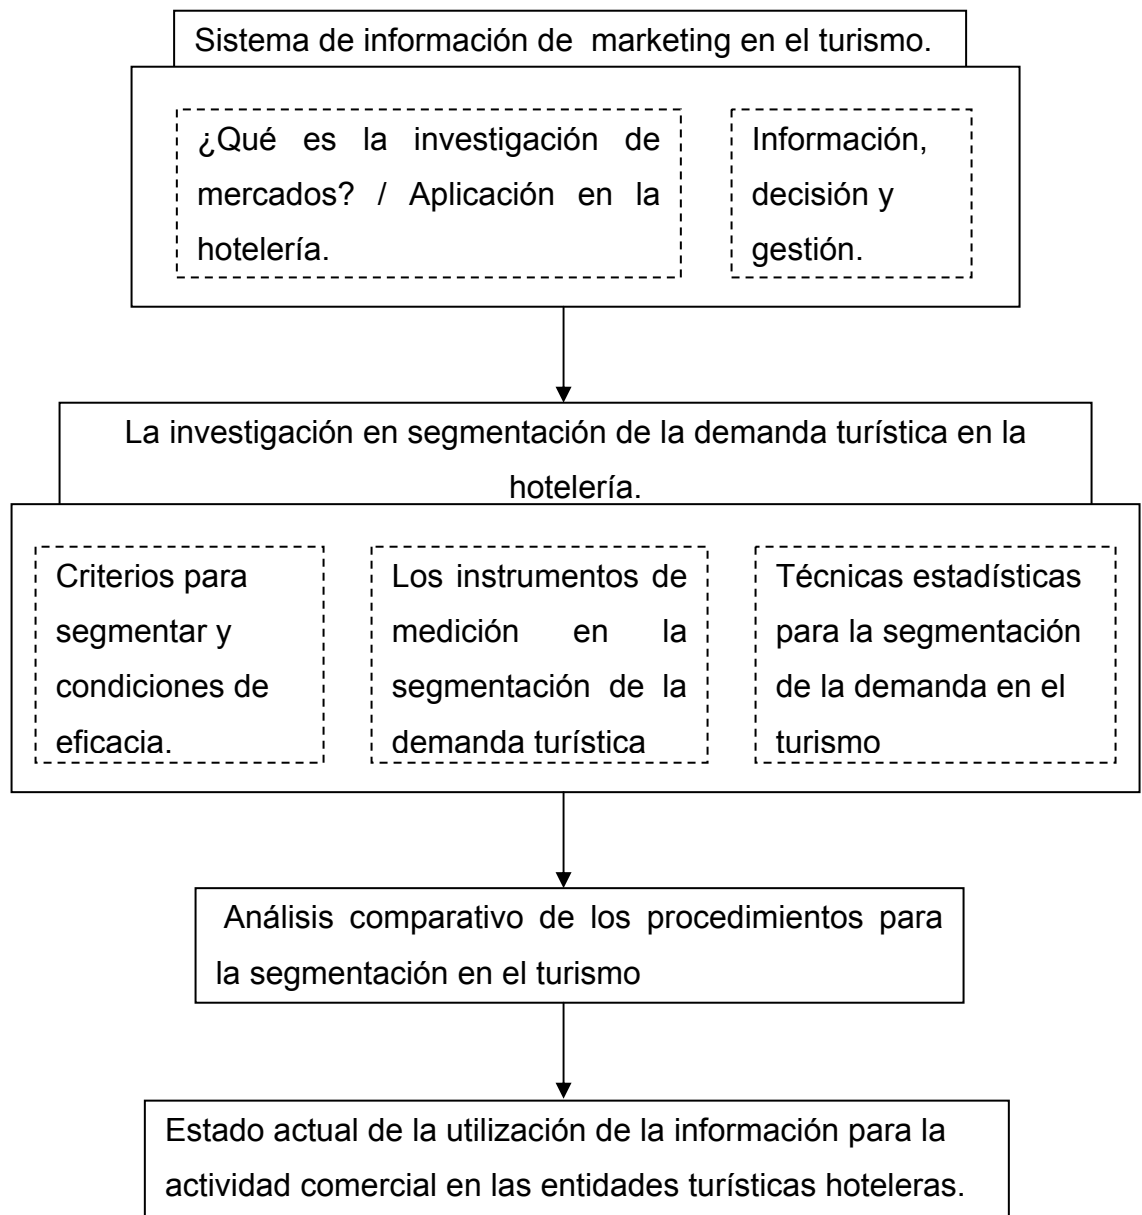 Sistema de información de  marketing en el turismo.
¿Qué es la investigación de
mercados? / Aplicación en la
hotelería.
Información,
decisión y
gestión.
La investigación en segmentación de la demanda turística en la
hotelería.
Criterios para
segmentar y
condiciones de
eficacia.
Los instrumentos de
medición en la
segmentación de la
demanda turística
Técnicas estadísticas
para la segmentación
de la demanda en el
turismo
Análisis comparativo de los procedimientos para
la segmentación en el turismo
Estado actual de la utilización de la información para la
actividad comercial en las entidades turísticas hoteleras.